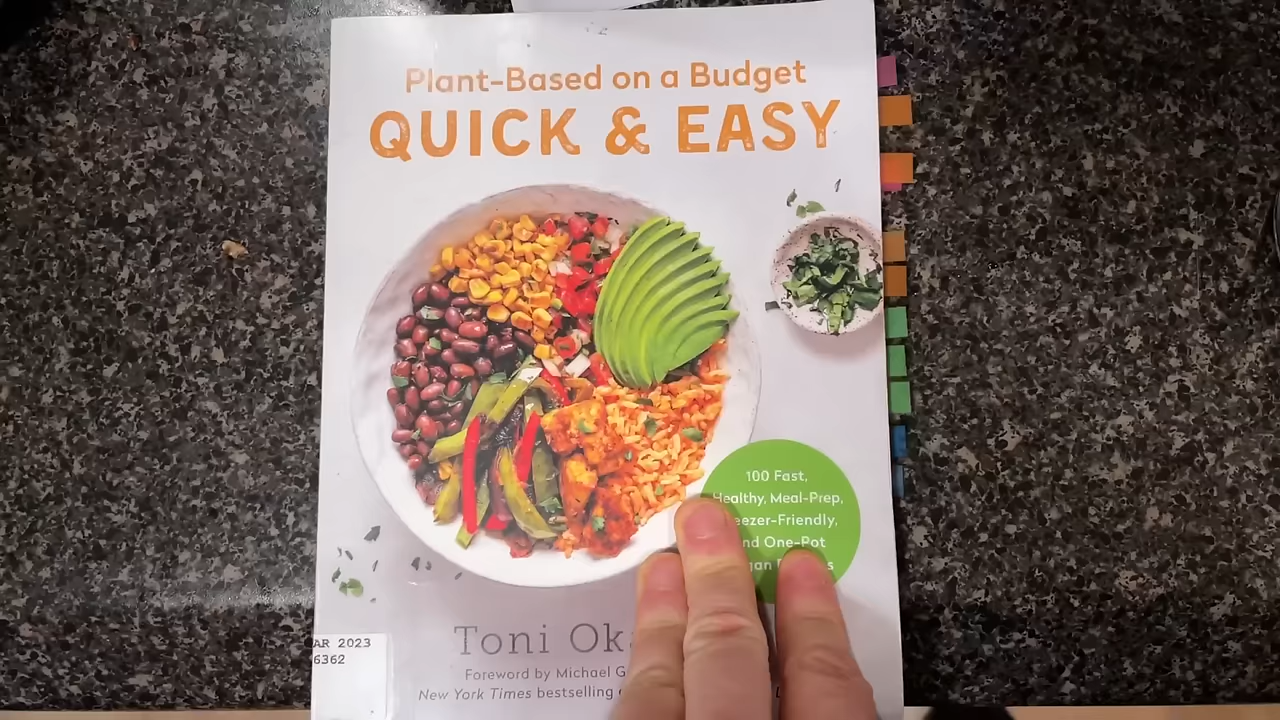 Plant-Based on a Budget
QUICK & EASY
100 Fast,
Healthy, Meal-Prep,
eezer-Friendly,
nd One-Pot
Toni Ok
Foreword by Michael G
New York Times bestselling
AR 2023
6362